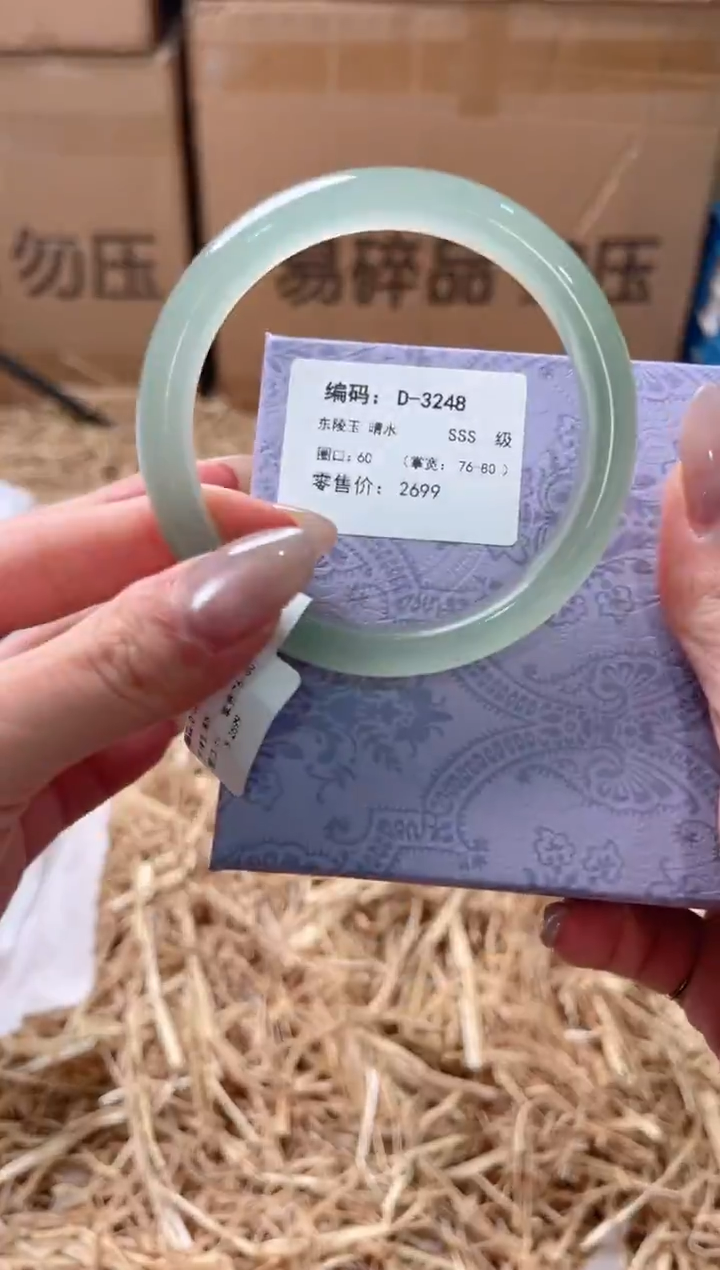 勿压
易碎品 勿压
编码: D-3248
东陵玉 晴水 SSS 级
圈口: 60 (掌宽: 76-80)
零售价: 2699